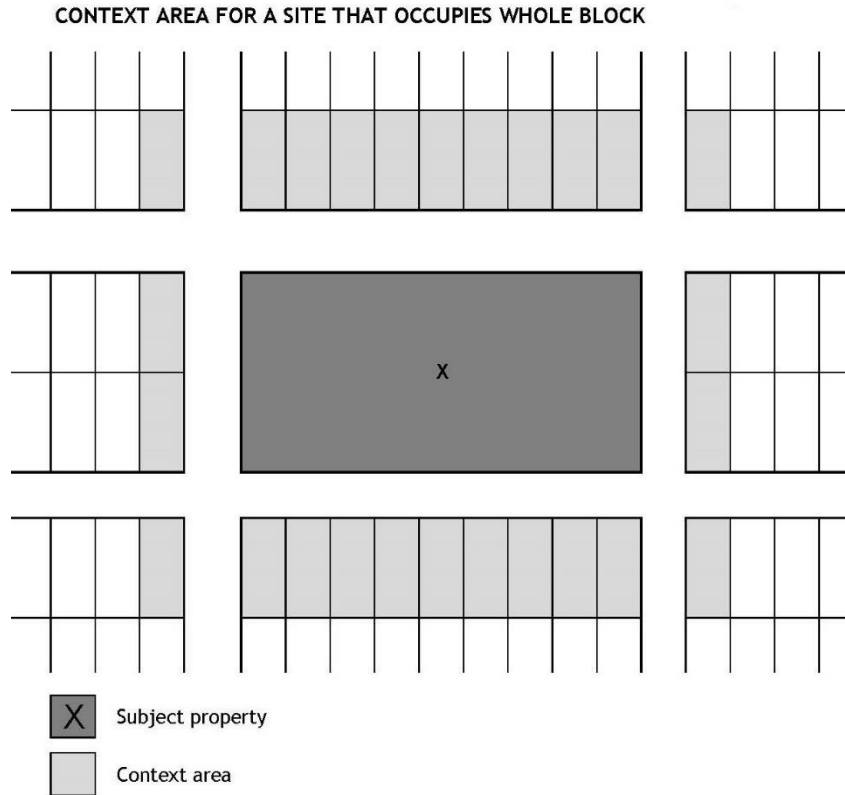 CONTEXT AREA FOR A SITE THAT OCCUPIES WHOLE BLOCK
X
X Subject property
Context area